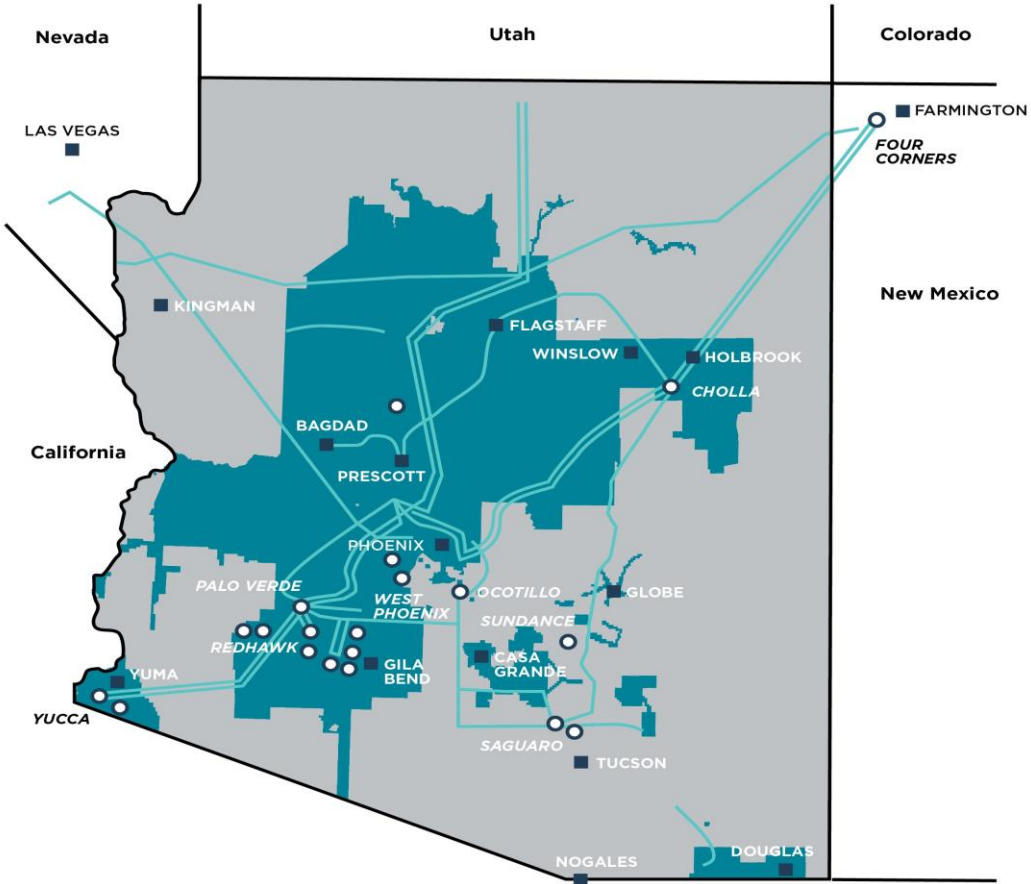 Nevada
Utah
Colorado
LAS VEGAS
FARMINGTON
FOUR
CORNERS
New Mexico
KINGMAN
FLAGSTAFF
WINSLOW
HOLBROOK
CHOLLA
BAGDAD
California
PRESCOTT
PHOENIX
PALO VERDE
WEST
PHOENIX
OCOTILLO
GLOBE
SUNDANCE
REDHAWK
CASA
GRANDE
GILA
BEND
YUMA
YUCCA
SAGUARO
TUCSON
DOUGLAS
NOGALES